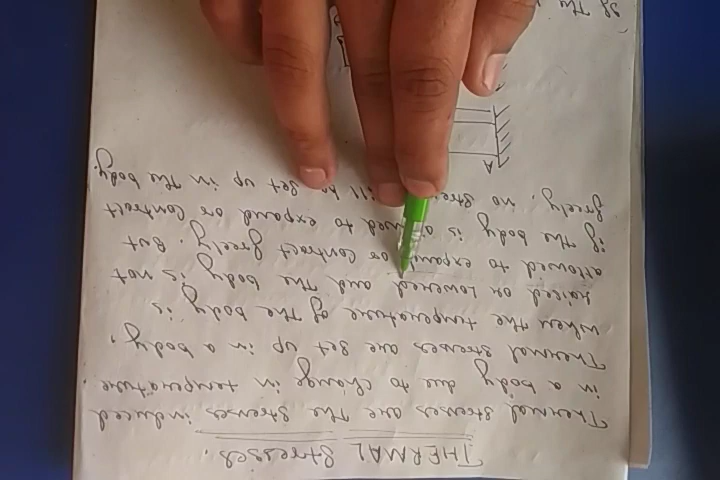 THERMAL Stresses.
Thermal stresses are the stresses induced
in a body due to change in temperature.
Thermal stresses are set up in a body,
when the temperature of the body is
raised or lowered and the body is not
allowed to expand or contract freely. But
if the body is allowed to expand or contract
freely, no set up in the body.
A
If the